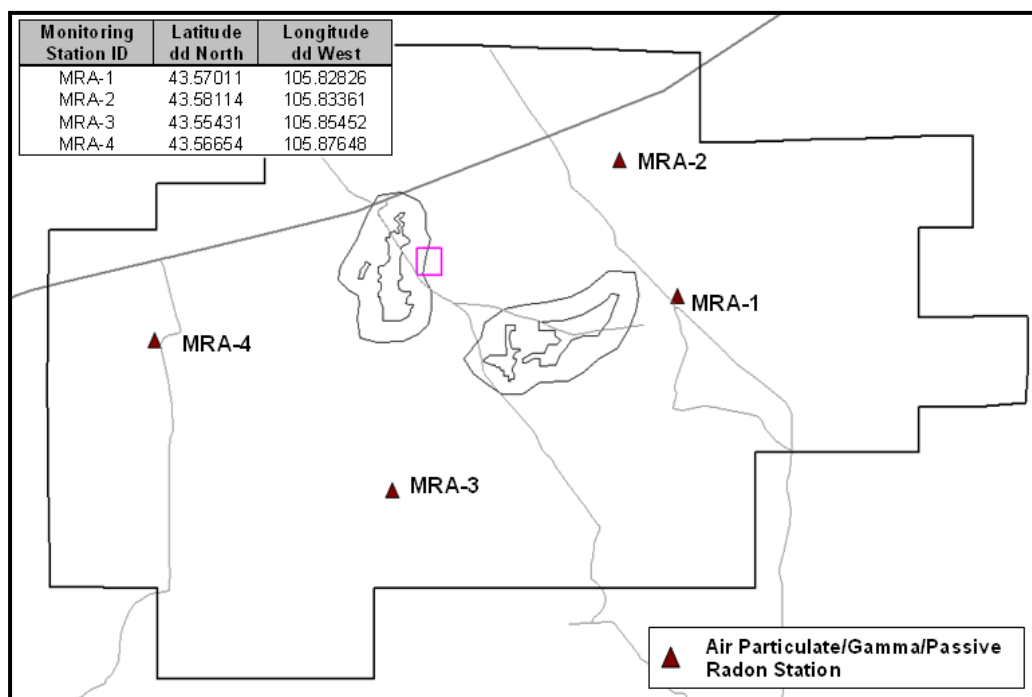 Monitoring Station ID Latitude dd North Longitude dd West
MRA-1 43.57011 105.82826
MRA-2 43.58114 105.83361
MRA-3 43.55431 105.85452
MRA-4 43.56654 105.87648
MRA-2
MRA-1
MRA-4
MRA-3
Air Particulate/Gamma/Passive
Radon Station